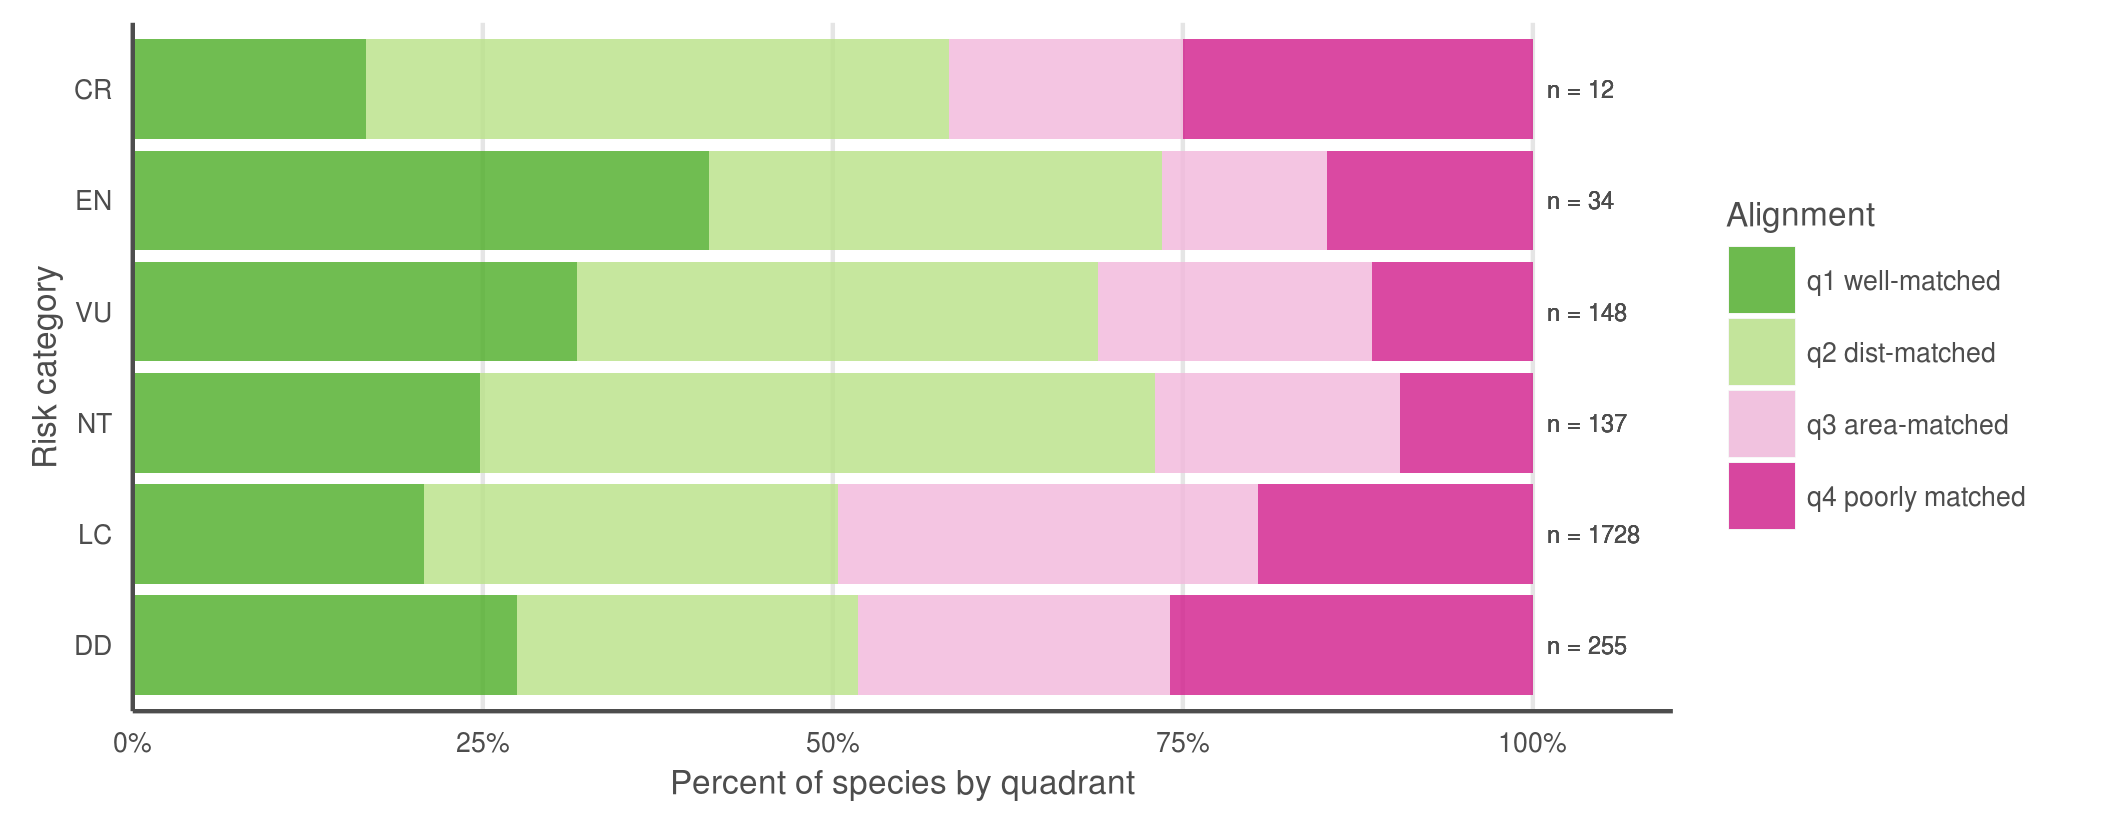 CR
n = 12
EN
n = 34
VU
n = 148
NT
n = 137
LC
n = 1728
DD
n = 255
Risk category
0% 25% 50% 75% 100%
Percent of species by quadrant
Alignment
q1 well-matched
q2 dist-matched
q3 area-matched
q4 poorly matched